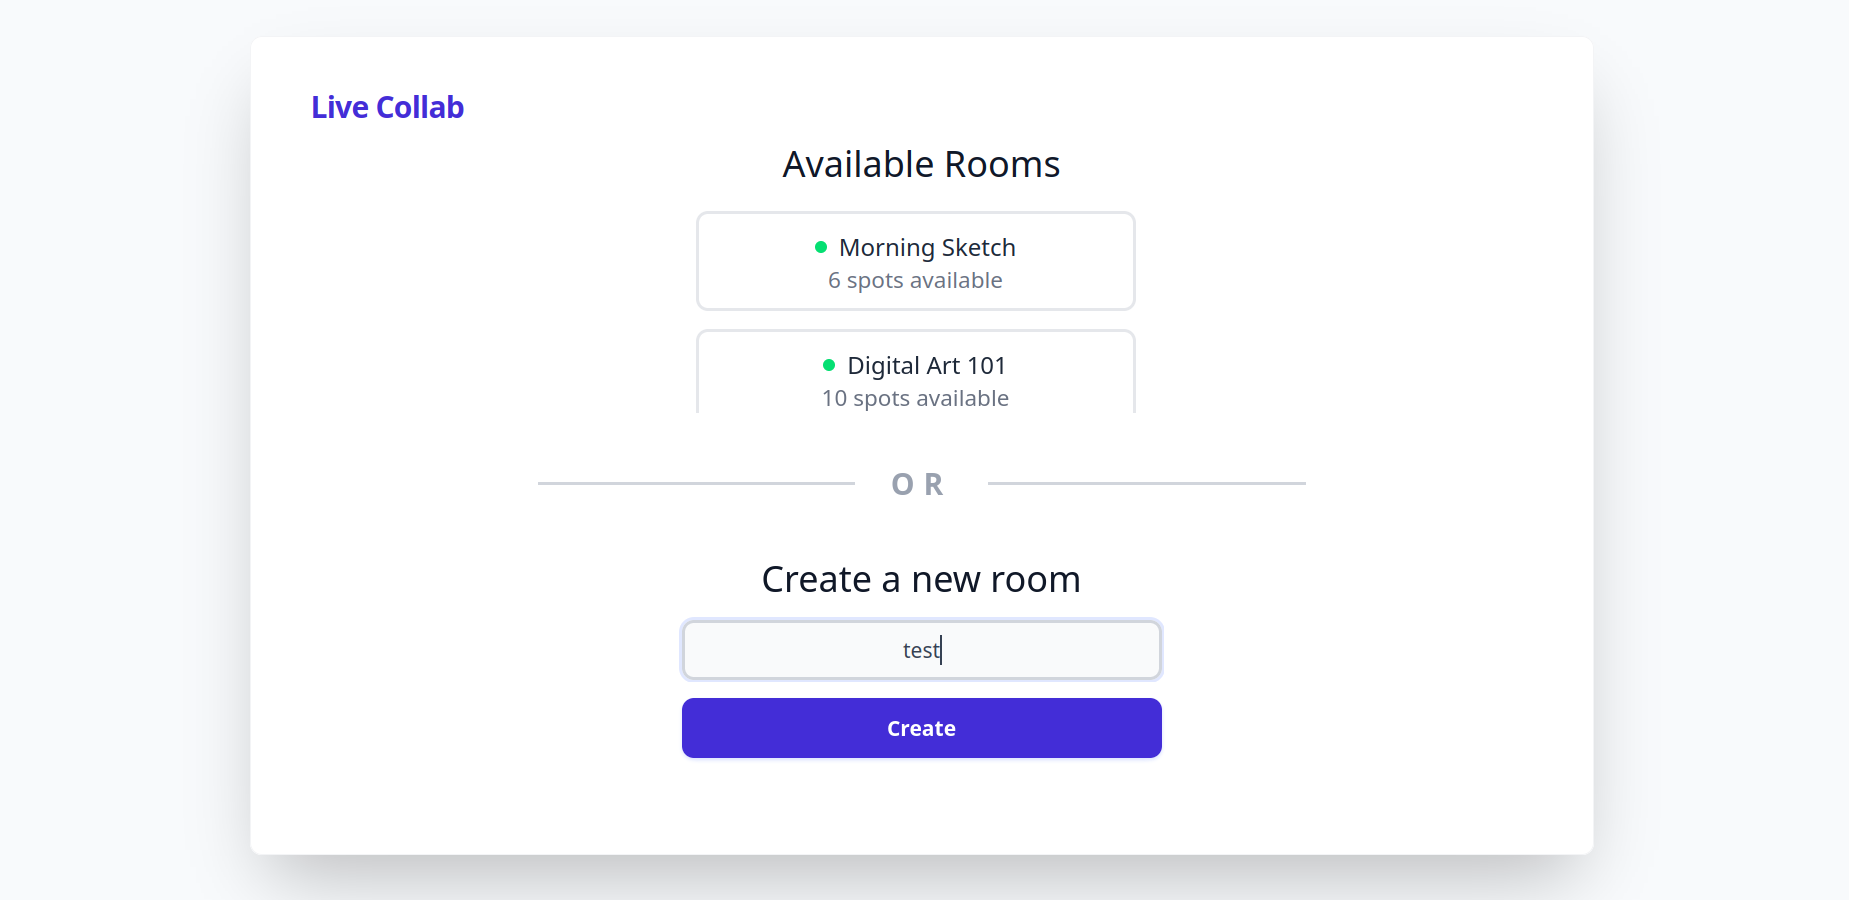 Live Collab
Available Rooms
Morning Sketch
6 spots available
Digital Art 101
10 spots available
OR
Create a new room
test
Create